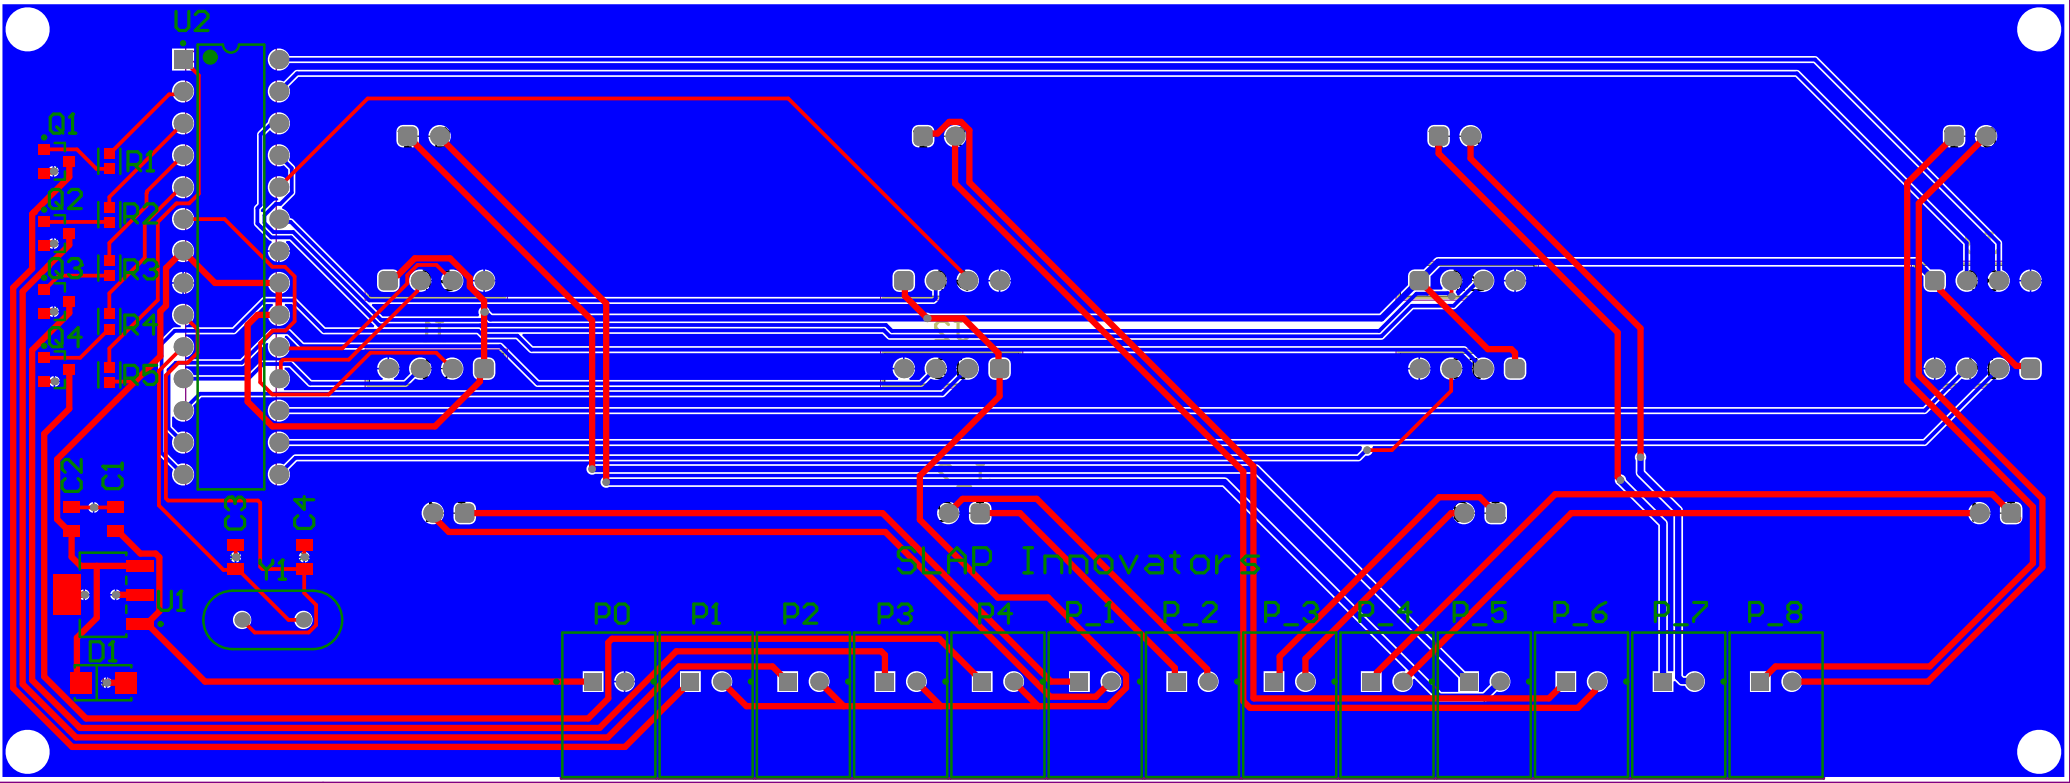 U2
Q1
R1
Q2
R2
Q3
R3
Q4
R4
R5
C2
C1
C3
C4
SLAP Innovators
Y1
U1
P0
P1
P2
P3
P4
P_1
P_2
P_3
P_4
P_5
P_6
P_7
P_8
D1